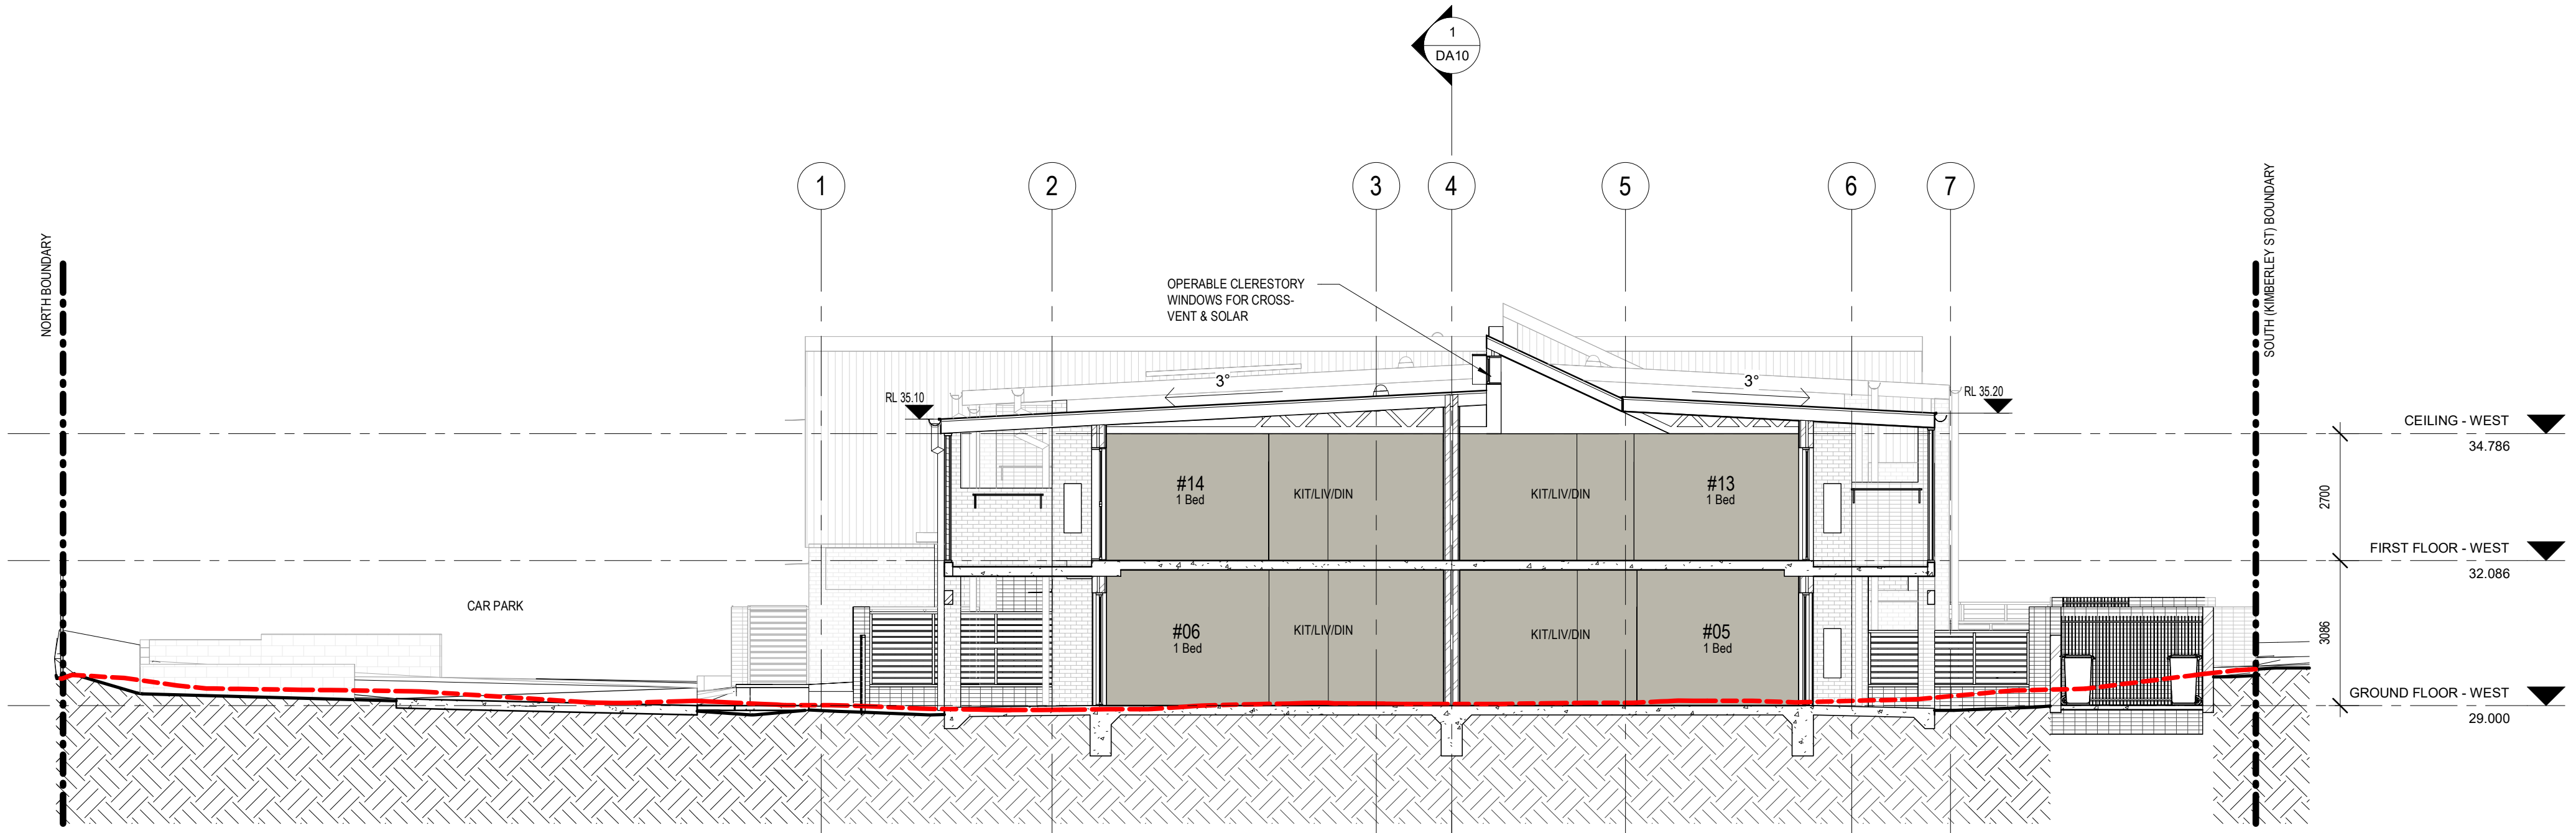 1
DA10
1
2
3
4
5
6
7
NORTH BOUNDARY
SOUTH (KIMBERLEY ST) BOUNDARY
OPERABLE CLERESTORY
WINDOWS FOR CROSS-
VENT & SOLAR
3°
3°
RL 35.10
RL 35.20
CEILING - WEST
34.786
#14
1 Bed
KIT/LIV/DIN
KIT/LIV/DIN
#13
1 Bed
2700
FIRST FLOOR - WEST
32.086
CAR PARK
#06
1 Bed
KIT/LIV/DIN
KIT/LIV/DIN
#05
1 Bed
3086
GROUND FLOOR - WEST
29.000